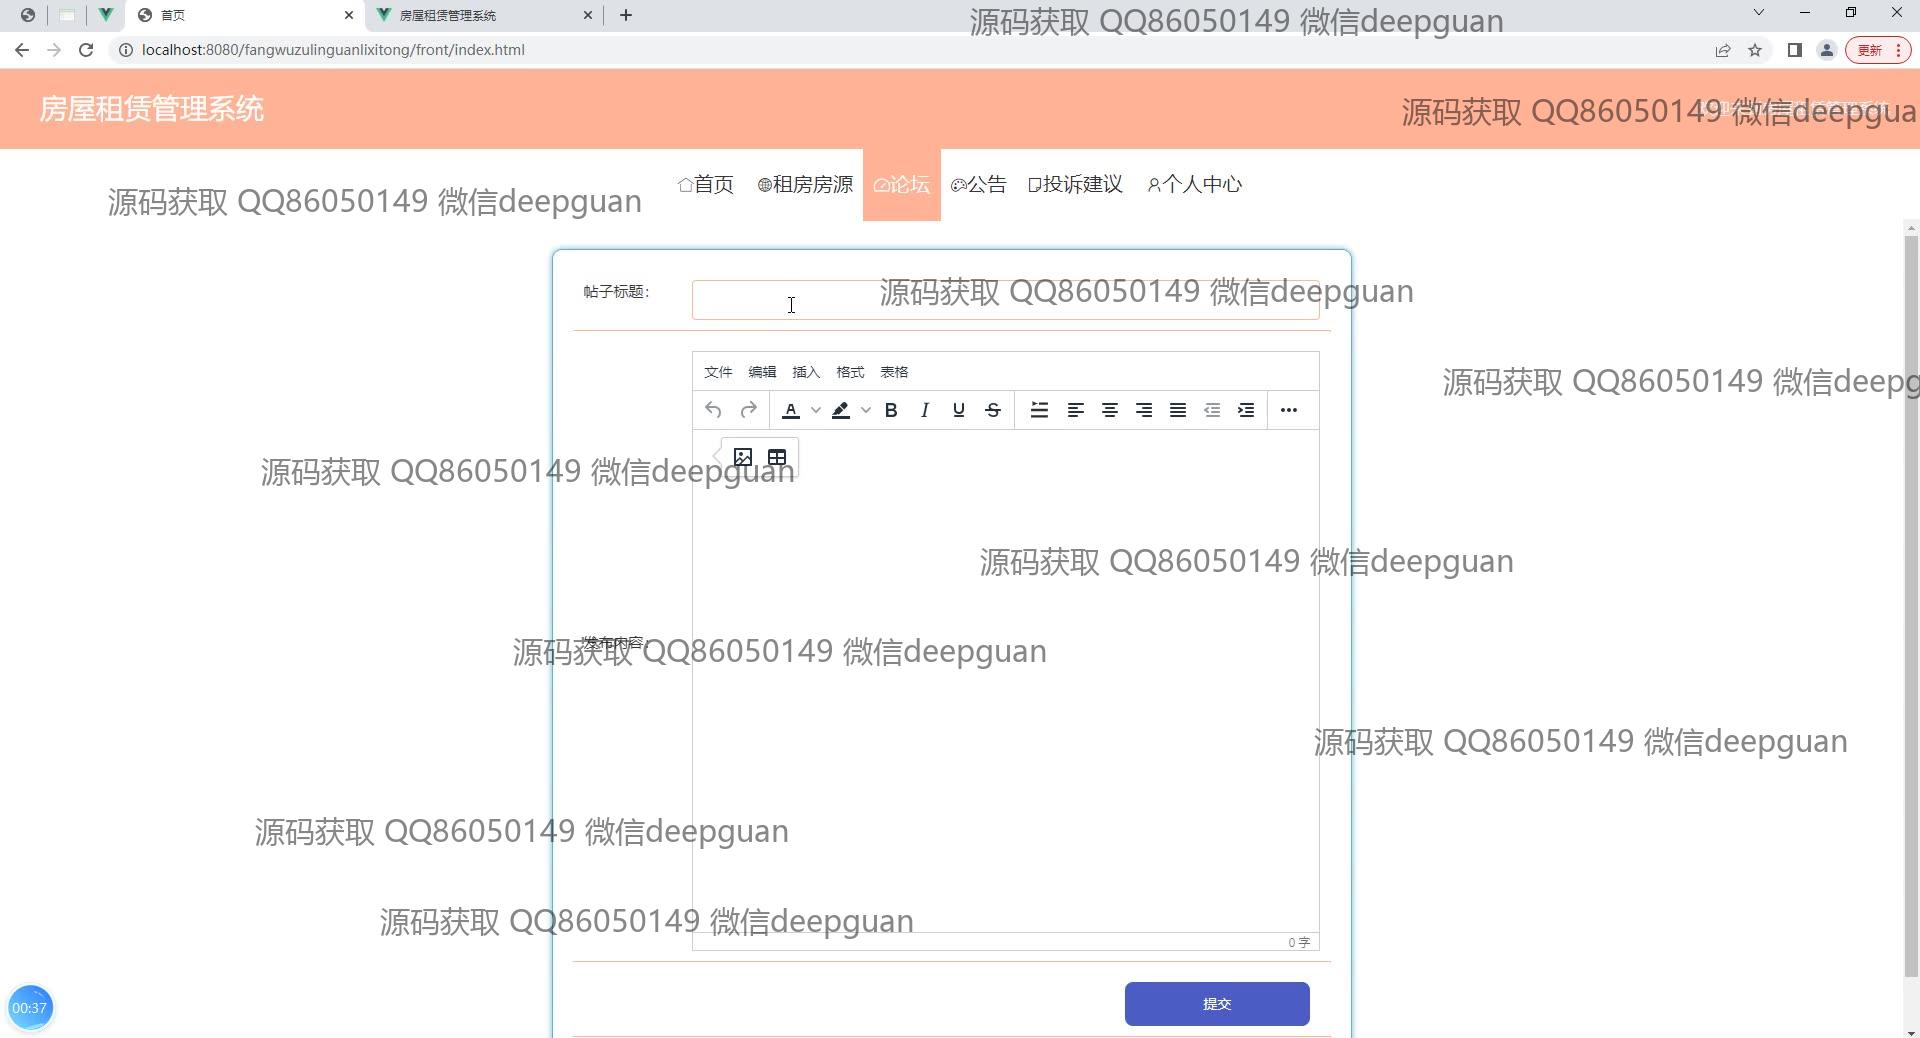 首页
房屋租赁管理系统
源码获取 QQ86050149 微信deepguan
localhost:8080/fangwuzulinguanlixitong/front/index.html
更新
房屋租赁管理系统
源码获取 QQ86050149 微信deepgua
首页
租房房源
论坛
公告
投诉建议
个人中心
源码获取 QQ86050149 微信deepguan
帖子标题：
源码获取 QQ86050149 微信deepguan
文件 编辑 插入 格式 表格
源码获取 QQ86050149 微信deepg
源码获取 QQ86050149 微信deepguan
源码获取 QQ86050149 微信deepguan
发布内容：
源码获取 QQ86050149 微信deepguan
源码获取 QQ86050149 微信deepguan
源码获取 QQ86050149 微信deepguan
源码获取 QQ86050149 微信deepguan
0 字
提交
00:37